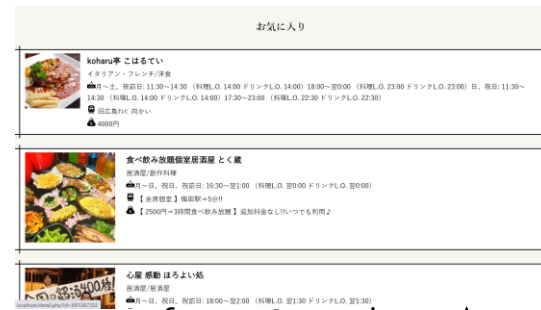 お気に入り
koharu亭 こはるてい
イタリアン・フレンチ/洋食
月～土、祝前日: 11:30～14:30 （料理L.O. 14:00 ドリンクL.O. 14:00）18:00～翌0:00 （料理L.O. 23:00 ドリンクL.O. 23:00）日、祝日: 11:30～
14:30 （料理L.O. 14:00 ドリンクL.O. 14:00）17:30～23:00 （料理L.O. 22:30 ドリンクL.O. 22:30）
旧広島ﾅﾋﾞ向かい
4000円
食べ飲み放題個室居酒屋 とく蔵
居酒屋/創作料理
月～日、祝日、祝前日: 16:30～翌1:00 （料理L.O. 翌0:00 ドリンクL.O. 翌0:00）
【 全席個室 】梅田駅⇒5分!!
【 2500円⇒3時間食べ飲み放題 】追加料金なし!!いつでも利用♪
心屋 感動 ほろよい処
居酒屋/居酒屋
月～日、祝日、祝前日: 18:00～翌2:00 （料理L.O. 翌1:30 ドリンクL.O. 翌1:30）